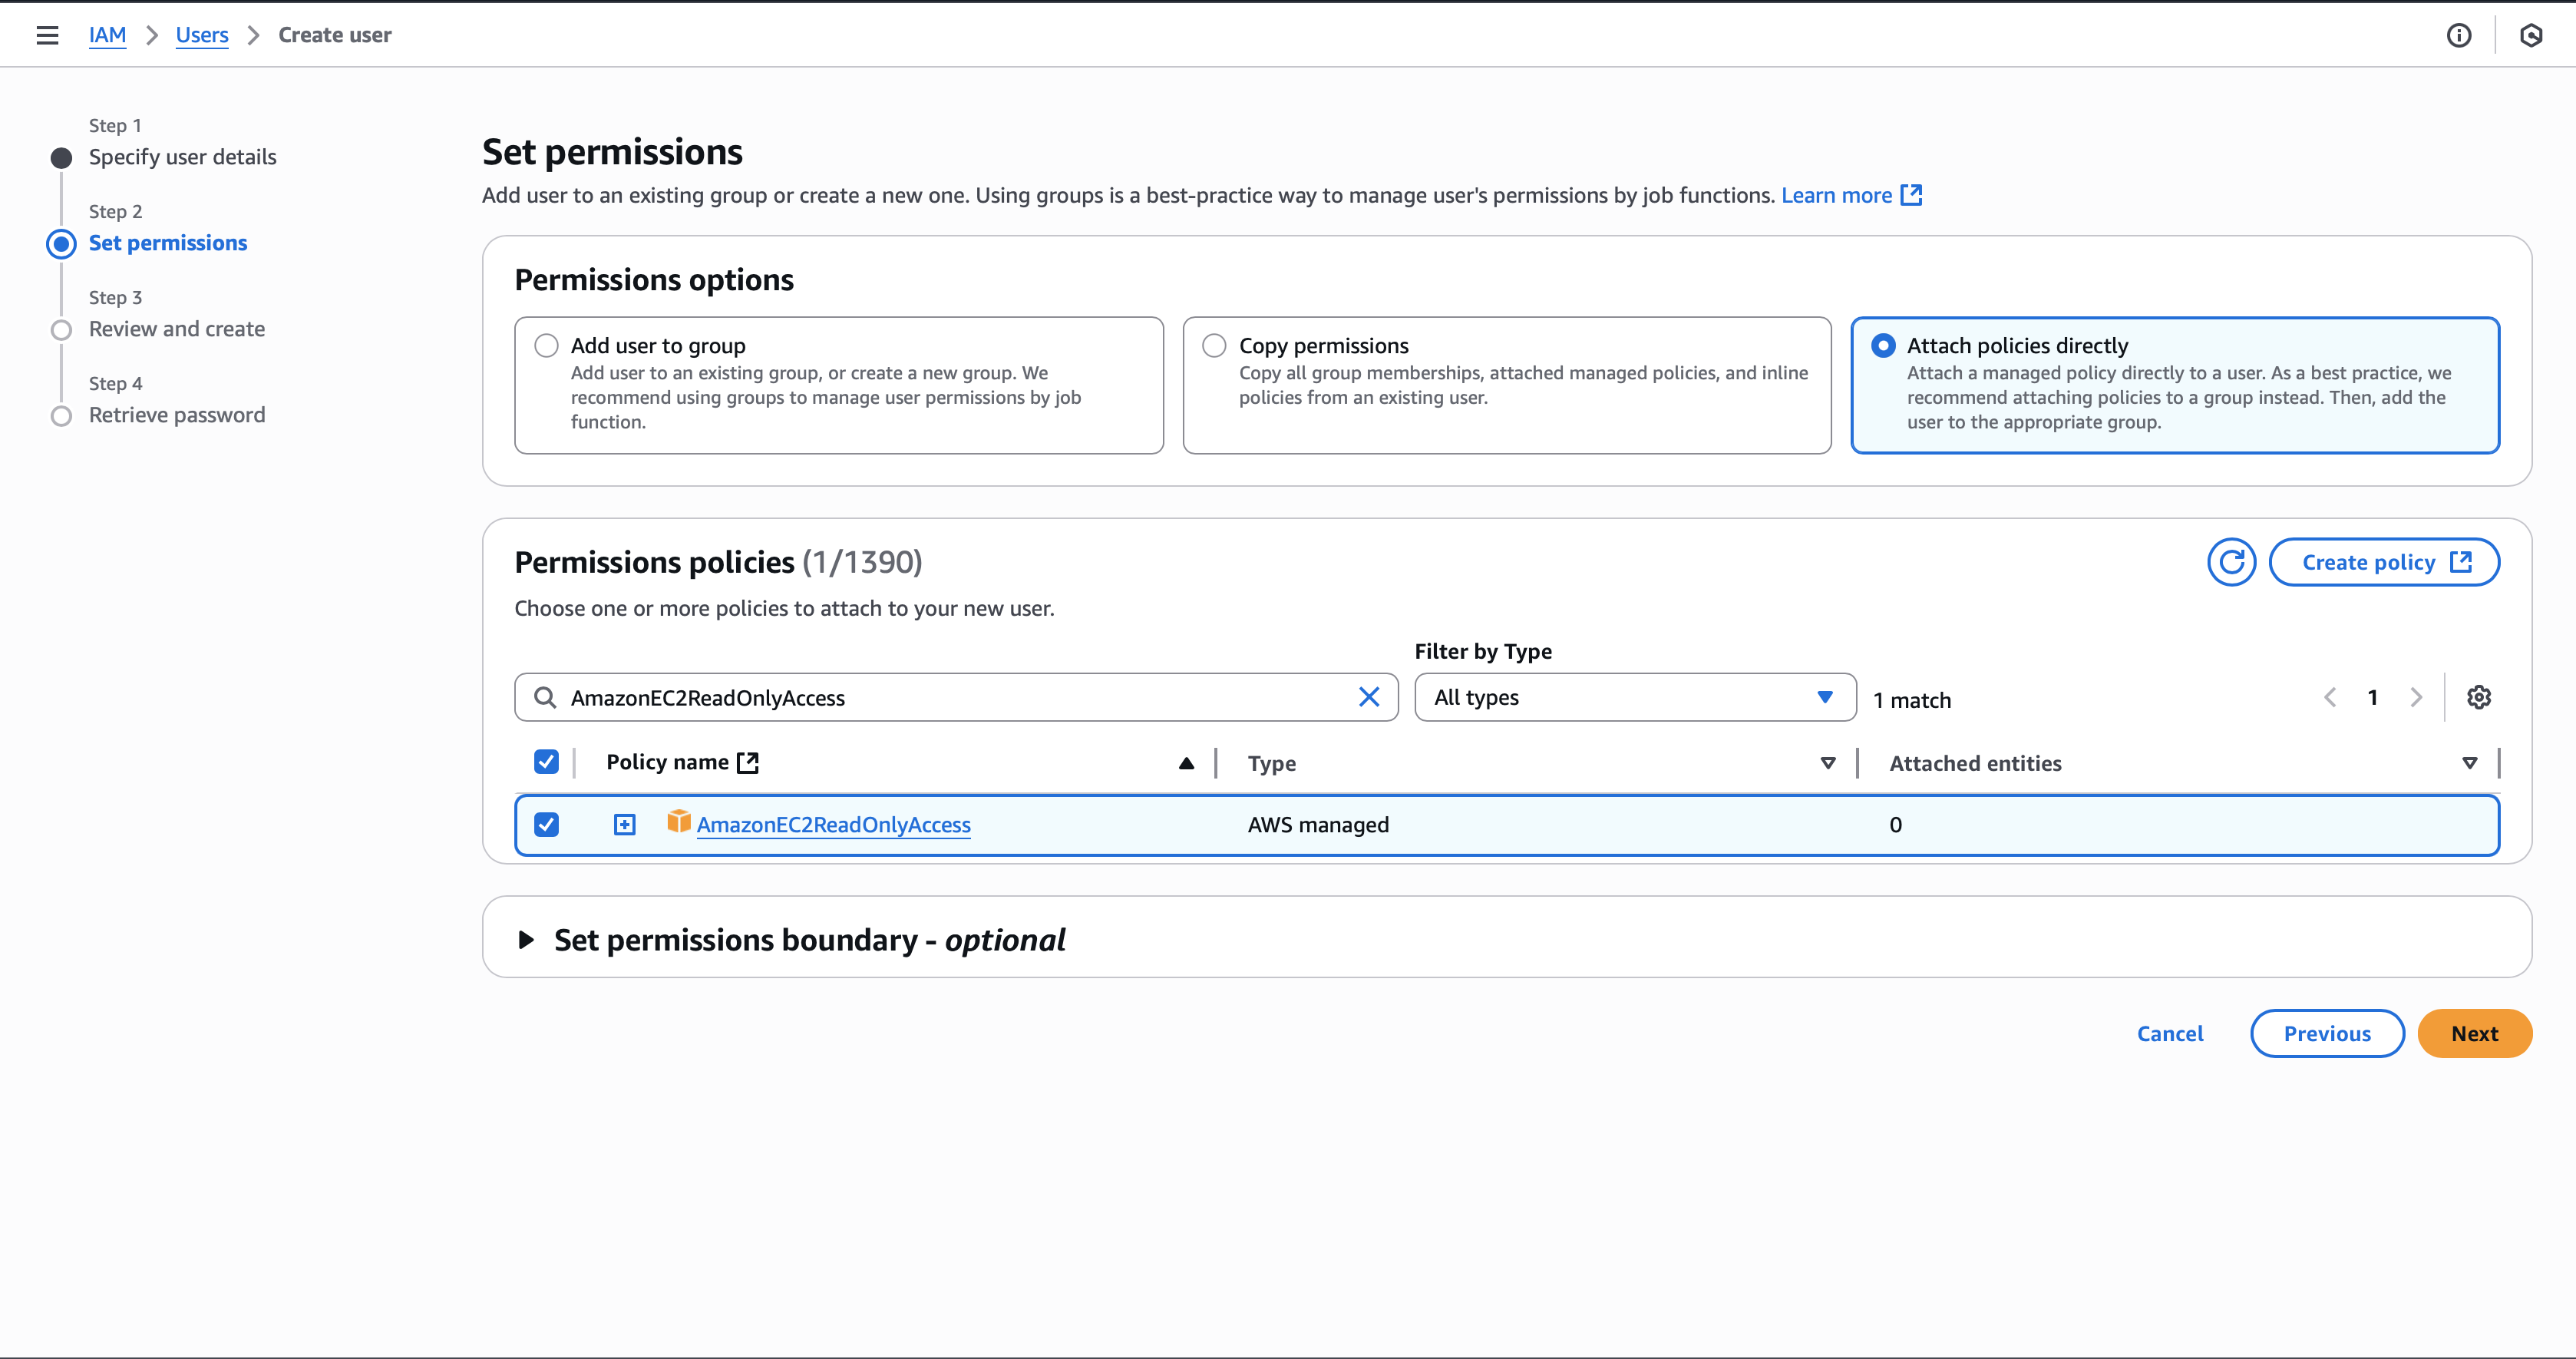 IAM > Users > Create user
Step 1
Specify user details
Step 2
Set permissions
Step 3
Review and create
Step 4
Retrieve password
Set permissions
Add user to an existing group or create a new one. Using groups is a best-practice way to manage user's permissions by job functions. Learn more
Permissions options
Add user to group
Add user to an existing group, or create a new group. We
recommend using groups to manage user permissions by job
function.
Copy permissions
Copy all group memberships, attached managed policies, and inline
policies from an existing user.
Attach policies directly
Attach a managed policy directly to a user. As a best practice, we
recommend attaching policies to a group instead. Then, add the
user to the appropriate group.
Permissions policies (1/1390)
Create policy
Choose one or more policies to attach to your new user.
Filter by Type
AmazonEC2ReadOnlyAccess
All types
1 match
1
Policy name
Type
Attached entities
AmazonEC2ReadOnlyAccess
AWS managed
0
Set permissions boundary - optional
Cancel
Previous
Next